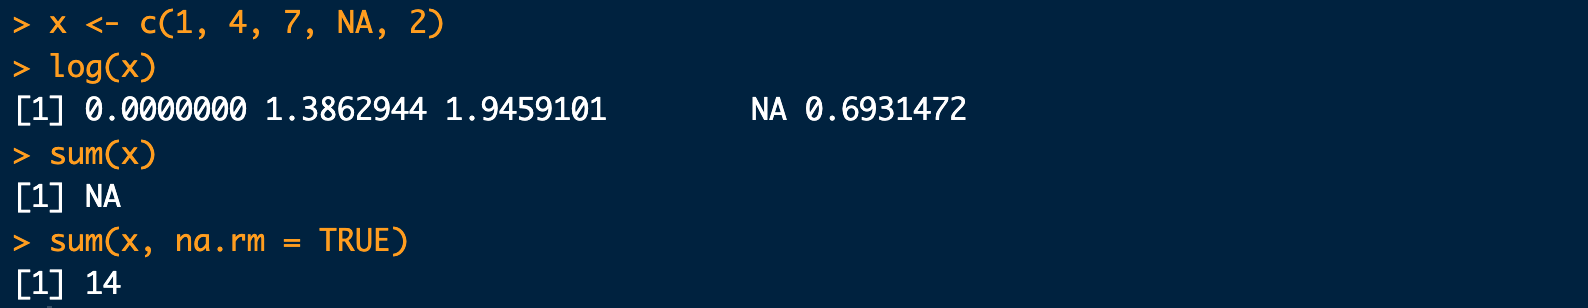 > x <- c(1, 4, 7, NA, 2)
> log(x)
[1] 0.0000000 1.3862944 1.9459101        NA 0.6931472
> sum(x)
[1] NA
> sum(x, na.rm = TRUE)
[1] 14